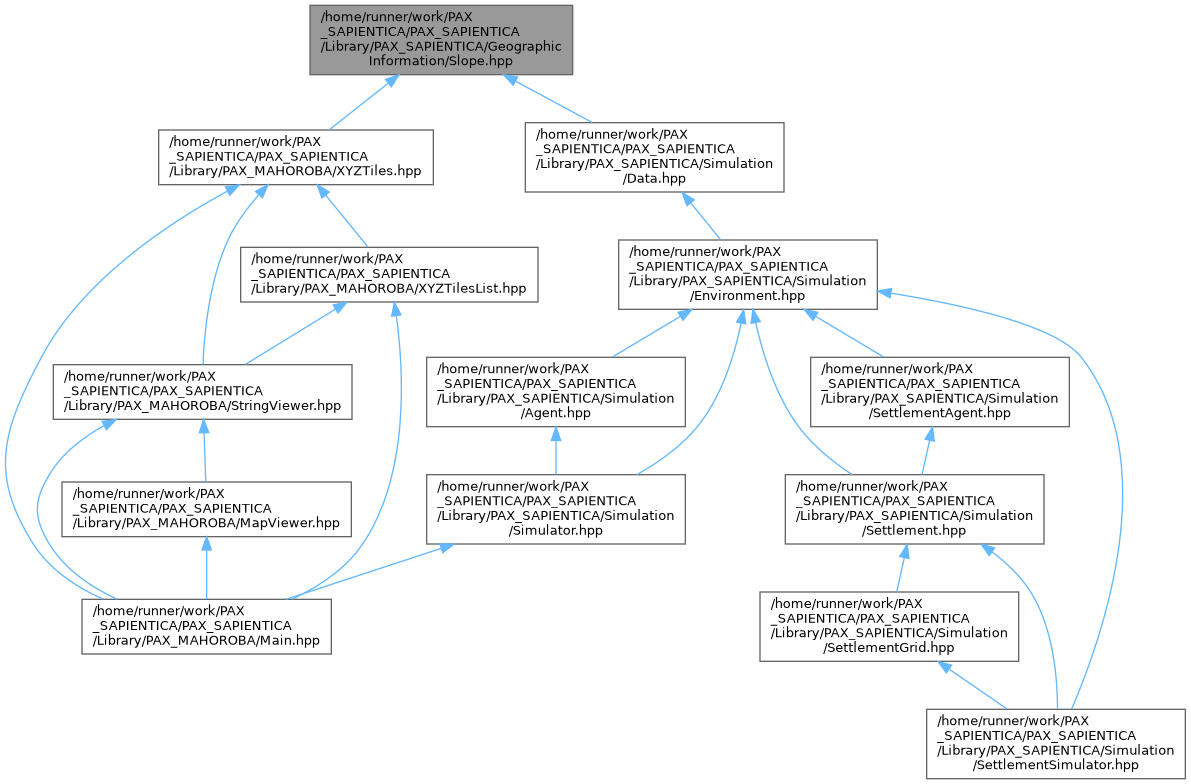 /home/runner/work/PAX
_SAPIENTICA/PAX_SAPIENTICA
/Library/PAX_SAPIENTICA/Geographic
Information/Slope.hpp
/home/runner/work/PAX
_SAPIENTICA/PAX_SAPIENTICA
/Library/PAX_MAHOROBA/XYZTiles.hpp
/home/runner/work/PAX
_SAPIENTICA/PAX_SAPIENTICA
/Library/PAX_SAPIENTICA/Simulation
/Data.hpp
/home/runner/work/PAX
_SAPIENTICA/PAX_SAPIENTICA
/Library/PAX_MAHOROBA/XYZTilesList.hpp
/home/runner/work/PAX
_SAPIENTICA/PAX_SAPIENTICA
/Library/PAX_SAPIENTICA/Simulation
/Environment.hpp
/home/runner/work/PAX
_SAPIENTICA/PAX_SAPIENTICA
/Library/PAX_MAHOROBA/StringViewer.hpp
/home/runner/work/PAX
_SAPIENTICA/PAX_SAPIENTICA
/Library/PAX_SAPIENTICA/Simulation
/Agent.hpp
/home/runner/work/PAX
_SAPIENTICA/PAX_SAPIENTICA
/Library/PAX_SAPIENTICA/Simulation
/SettlementAgent.hpp
/home/runner/work/PAX
_SAPIENTICA/PAX_SAPIENTICA
/Library/PAX_MAHOROBA/MapViewer.hpp
/home/runner/work/PAX
_SAPIENTICA/PAX_SAPIENTICA
/Library/PAX_SAPIENTICA/Simulation
/Simulator.hpp
/home/runner/work/PAX
_SAPIENTICA/PAX_SAPIENTICA
/Library/PAX_SAPIENTICA/Simulation
/Settlement.hpp
/home/runner/work/PAX
_SAPIENTICA/PAX_SAPIENTICA
/Library/PAX_MAHOROBA/Main.hpp
/home/runner/work/PAX
_SAPIENTICA/PAX_SAPIENTICA
/Library/PAX_SAPIENTICA/Simulation
/SettlementGrid.hpp
/home/runner/work/PAX
_SAPIENTICA/PAX_SAPIENTICA
/Library/PAX_SAPIENTICA/Simulation
/SettlementSimulator.hpp